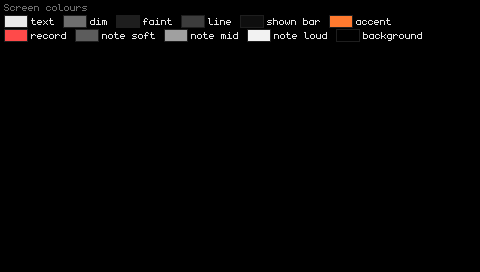 Screen colours
text dim faint line shown bar accent
record note soft note mid note loud background